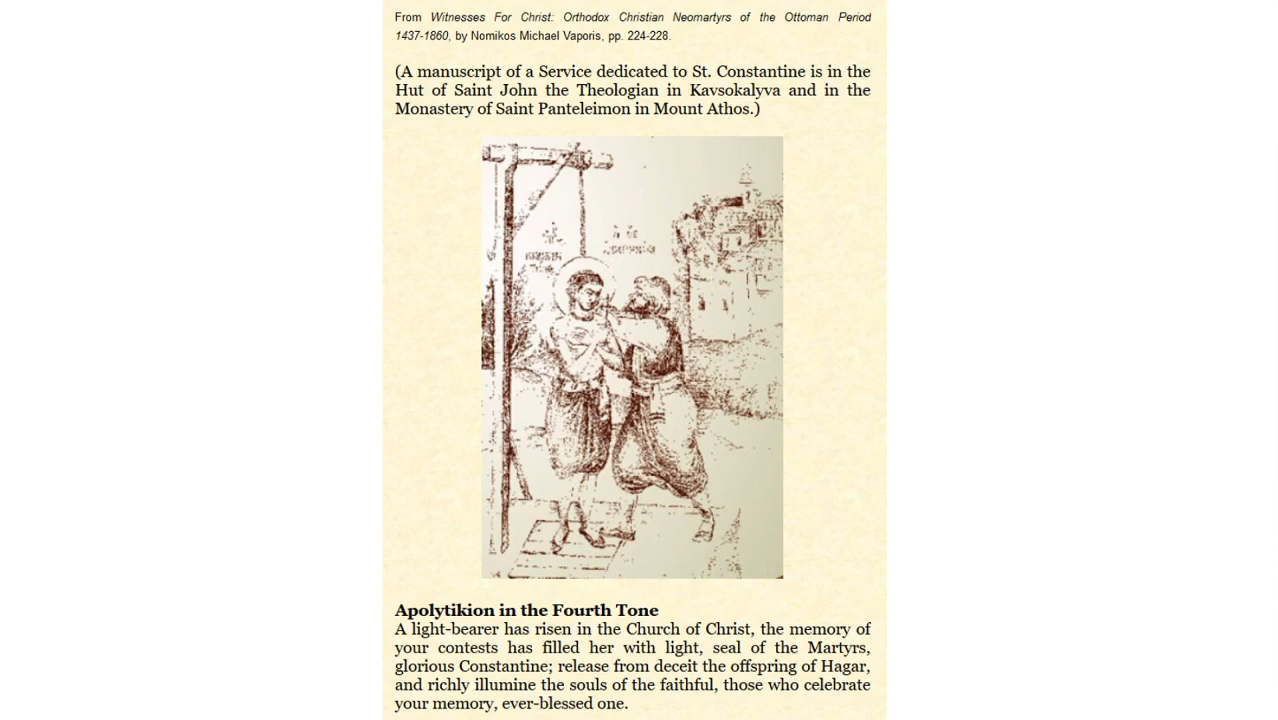 From Witnesses For Christ: Orthodox Christian Neomartyrs of the Ottoman Period
1437-1860, by Nomikos Michael Vaporis, pp. 224-228.
(A manuscript of a Service dedicated to St. Constantine is in the
Hut of Saint John the Theologian in Kavsokalyva and in the
Monastery of Saint Panteleimon in Mount Athos.)
Apolytikion in the Fourth Tone
A light-bearer has risen in the Church of Christ, the memory of
your contests has filled her with light, seal of the Martyrs,
glorious Constantine; release from deceit the offspring of Hagar,
and richly illumine the souls of the faithful, those who celebrate
your memory, ever-blessed one.